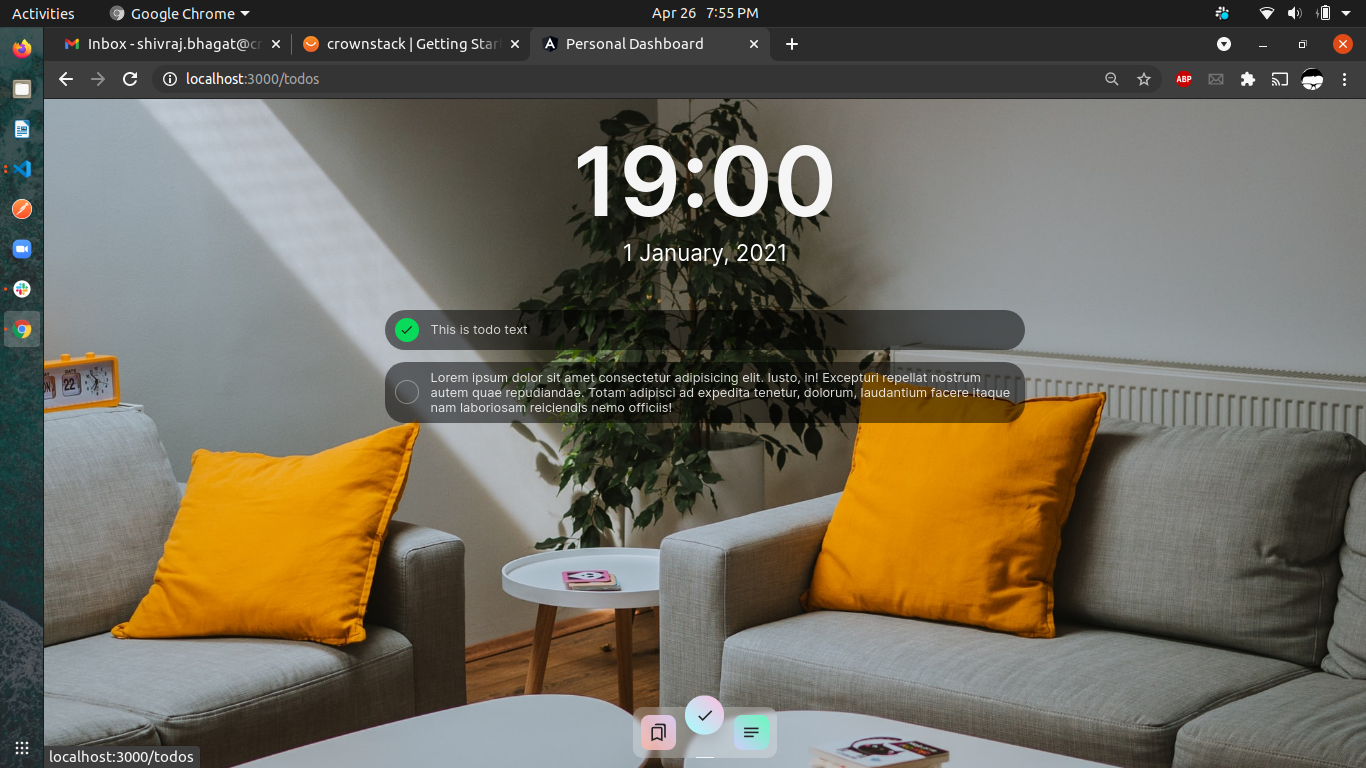 Activities
Google Chrome
Apr 26 7:55 PM
Inbox - shivraj.bhagat@cr
crownstack | Getting Star
Personal Dashboard
localhost:3000/todos
ABP
19:00
1 January, 2021
This is todo text
Lorem ipsum dolor sit amet consectetur adipisicing elit. Iusto, in! Excepturi repellat nostrum
autem quae repudiandae. Totam adipisci ad expedita tenetur, dolorum, laudantium facere itaque
nam laboriosam reiciendis nemo officiis!
22
localhost:3000/todos